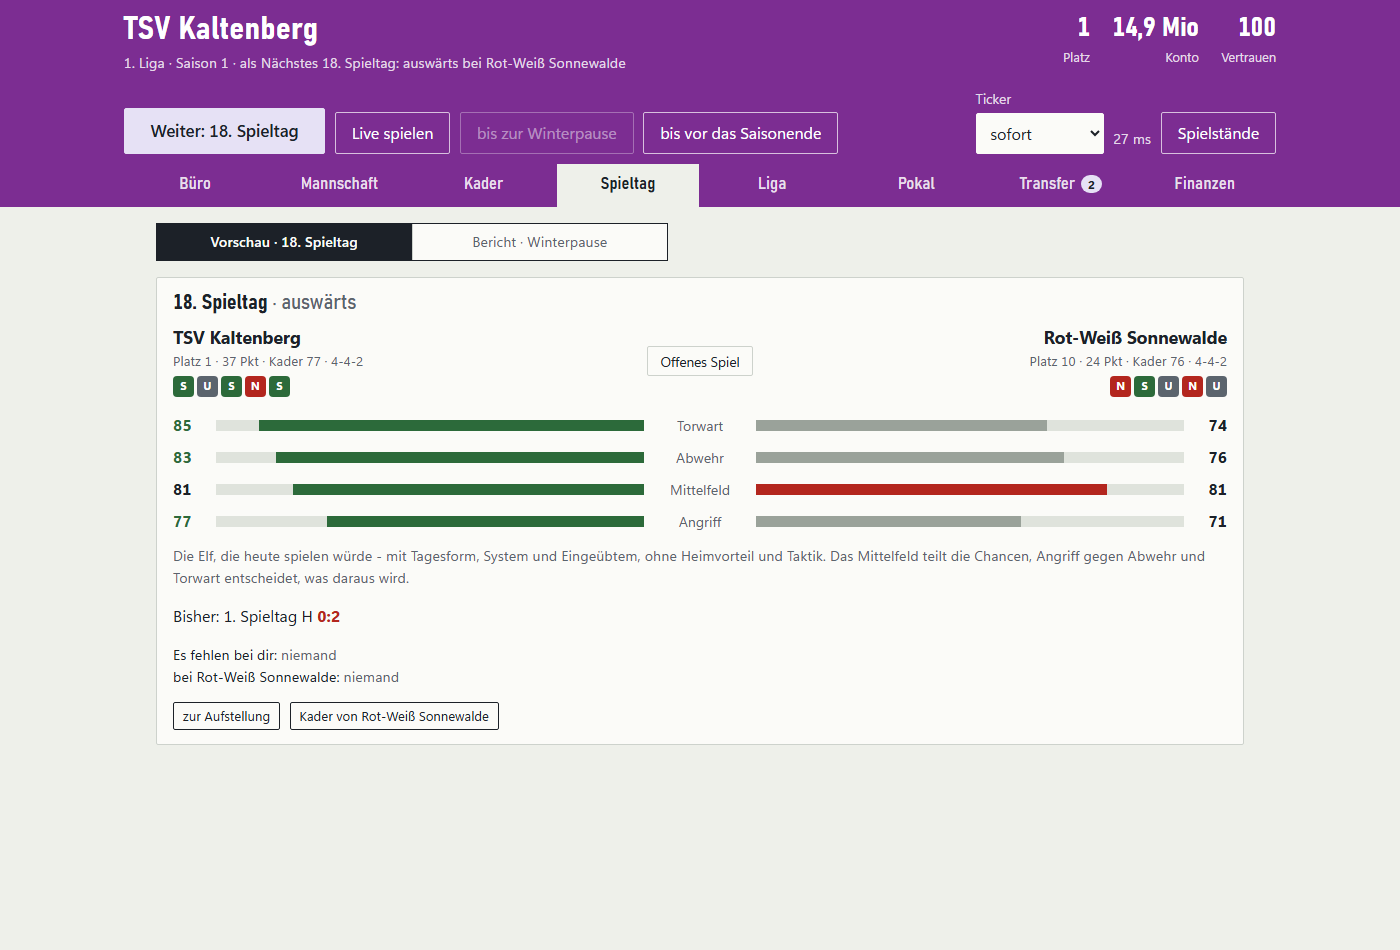 TSV Kaltenberg
1. Liga · Saison 1 · als Nächstes 18. Spieltag: auswärts bei Rot-Weiß Sonnewalde
1 14,9 Mio 100
Platz Konto Vertrauen
Ticker
Weiter: 18. Spieltag Live spielen bis zur Winterpause bis vor das Saisonende sofort 27 ms Spielstände
Büro Mannschaft Kader Spieltag Liga Pokal Transfer 2 Finanzen
Vorschau · 18. Spieltag Bericht · Winterpause
18. Spieltag · auswärts
TSV Kaltenberg Rot-Weiß Sonnewalde
Platz 1 · 37 Pkt · Kader 77 · 4-4-2 Offenes Spiel Platz 10 · 24 Pkt · Kader 76 · 4-4-2
S U S N S N S U N U
85 Torwart 74
83 Abwehr 76
81 Mittelfeld 81
77 Angriff 71
Die Elf, die heute spielen würde - mit Tagesform, System und Eingeübtem, ohne Heimvorteil und Taktik. Das Mittelfeld teilt die Chancen, Angriff gegen Abwehr und
Torwart entscheidet, was daraus wird.
Bisher: 1. Spieltag H 0:2
Es fehlen bei dir: niemand
bei Rot-Weiß Sonnewalde: niemand
zur Aufstellung Kader von Rot-Weiß Sonnewalde